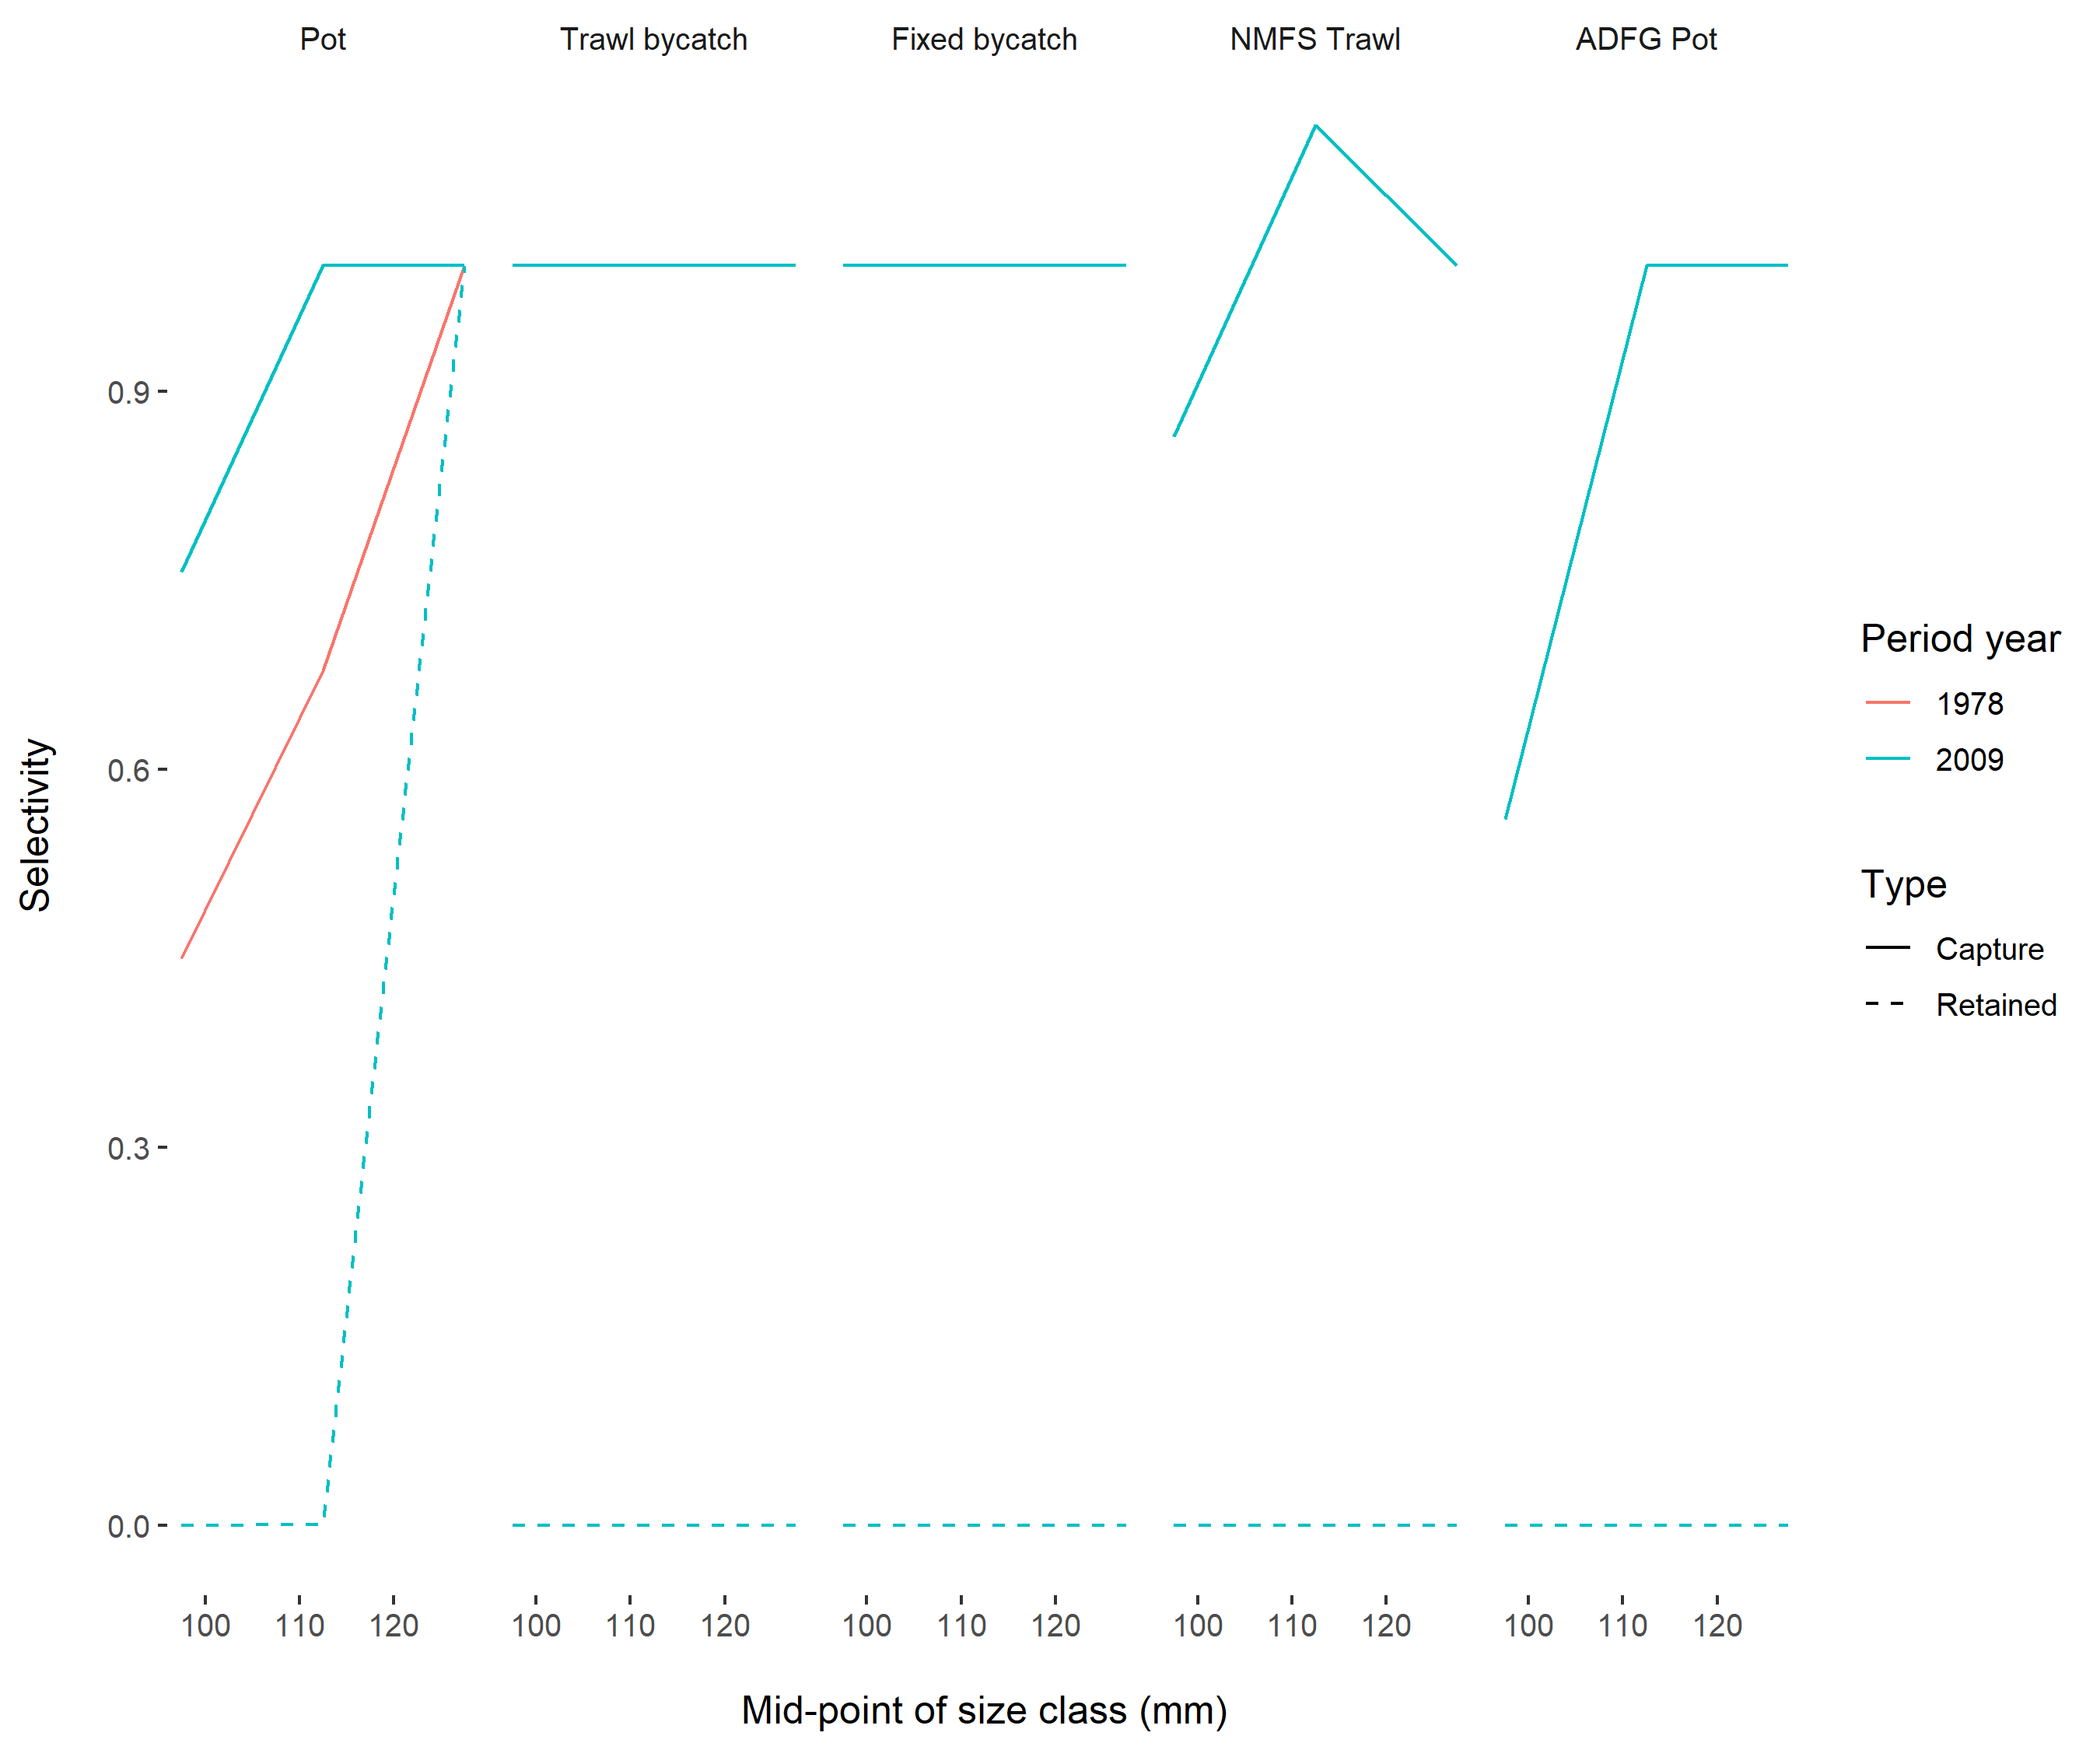 Pot Trawl bycatch Fixed bycatch NMFS Trawl ADFG Pot
0.9
0.6
0.3
0.0
Selectivity
100 110 120 100 110 120 100 110 120 100 110 120 100 110 120
Mid-point of size class (mm)
Period year
1978
2009
Type
Capture
Retained